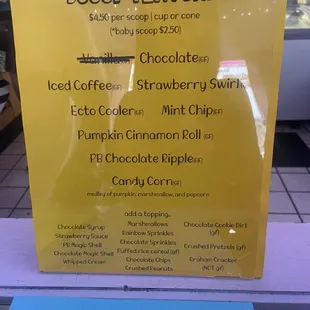 $4.50 per scoop | cup or cone
(*baby scoop $2.50)
Vanilla Chocolate(GF)
Iced Coffee(GF) Strawberry Swirl
Ecto Cooler(GF) Mint Chip(GF)
Pumpkin Cinnamon Roll (GF)
PB Chocolate Ripple(GF)
Candy Corn(GF)
medley of pumpkin, marshmallow, and popcorn
add a topping:
Chocolate Syrup
Strawberry Sauce
PB Magic Shell
Chocolate Magic Shell
Whipped Cream
Marshmallows
Rainbow Sprinkles
Chocolate Sprinkles
Puffed rice cereal (gf)
Chocolate Chips
Crushed Peanuts
Chocolate Cookie Dirt
(gf)
Crushed Pretzels (gf)
Graham Cracker
(NOT gf)